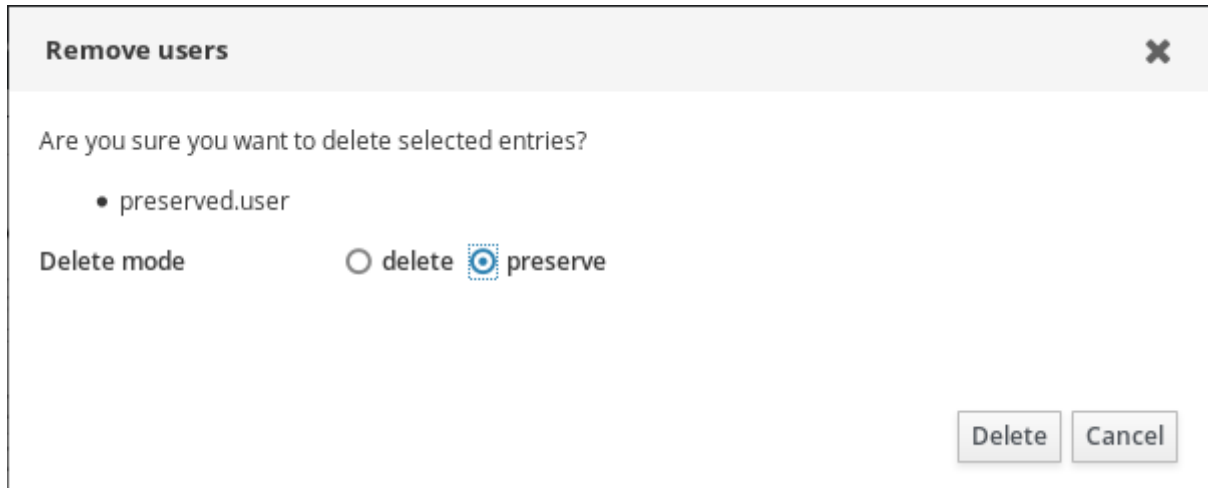 Remove users
Are you sure you want to delete selected entries?
• preserved.user
Delete mode delete preserve
Delete Cancel